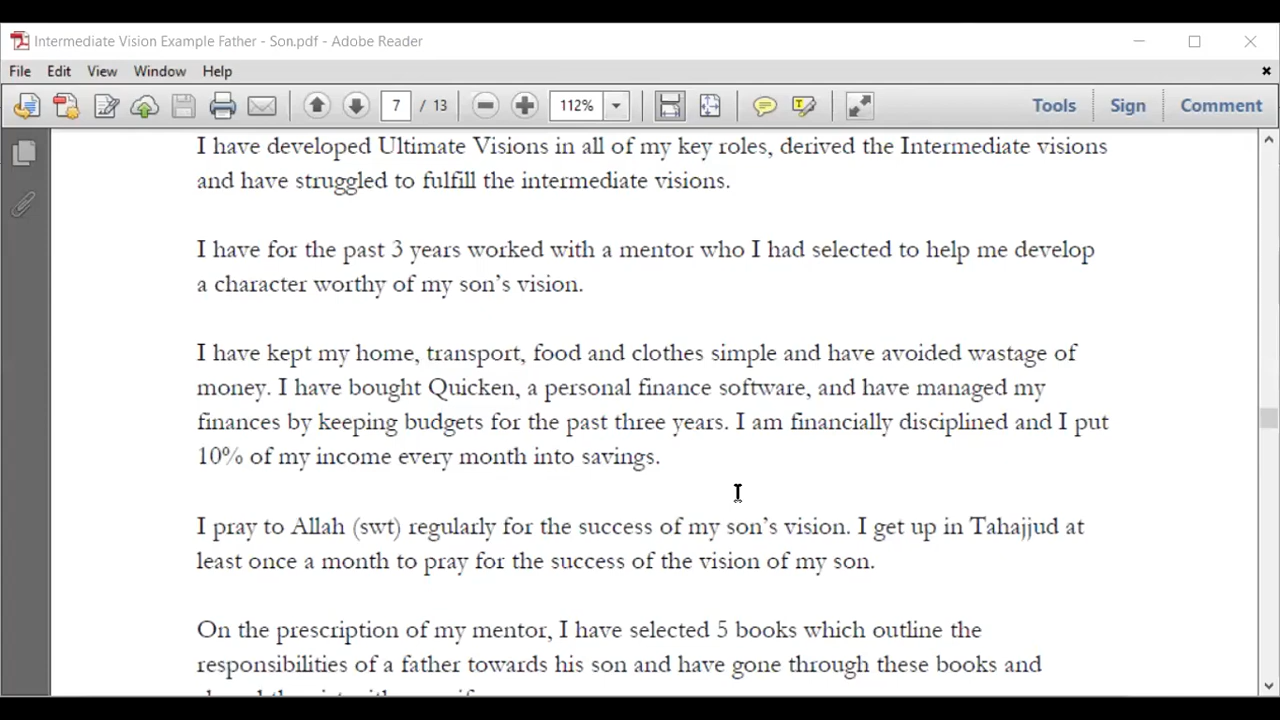 Intermediate Vision Example Father - Son.pdf - Adobe Reader
File Edit View Window Help
7 / 13 112% Tools Sign Comment
I have developed Ultimate Visions in all of my key roles, derived the Intermediate visions
and have struggled to fulfill the intermediate visions.
I have for the past 3 years worked with a mentor who I had selected to help me develop
a character worthy of my son's vision.
I have kept my home, transport, food and clothes simple and have avoided wastage of
money. I have bought Quicken, a personal finance software, and have managed my
finances by keeping budgets for the past three years. I am financially disciplined and I put
10% of my income every month into savings.
I pray to Allah (swt) regularly for the success of my son's vision. I get up in Tahajjud at
least once a month to pray for the success of the vision of my son.
On the prescription of my mentor, I have selected 5 books which outline the
responsibilities of a father towards his son and have gone through these books and